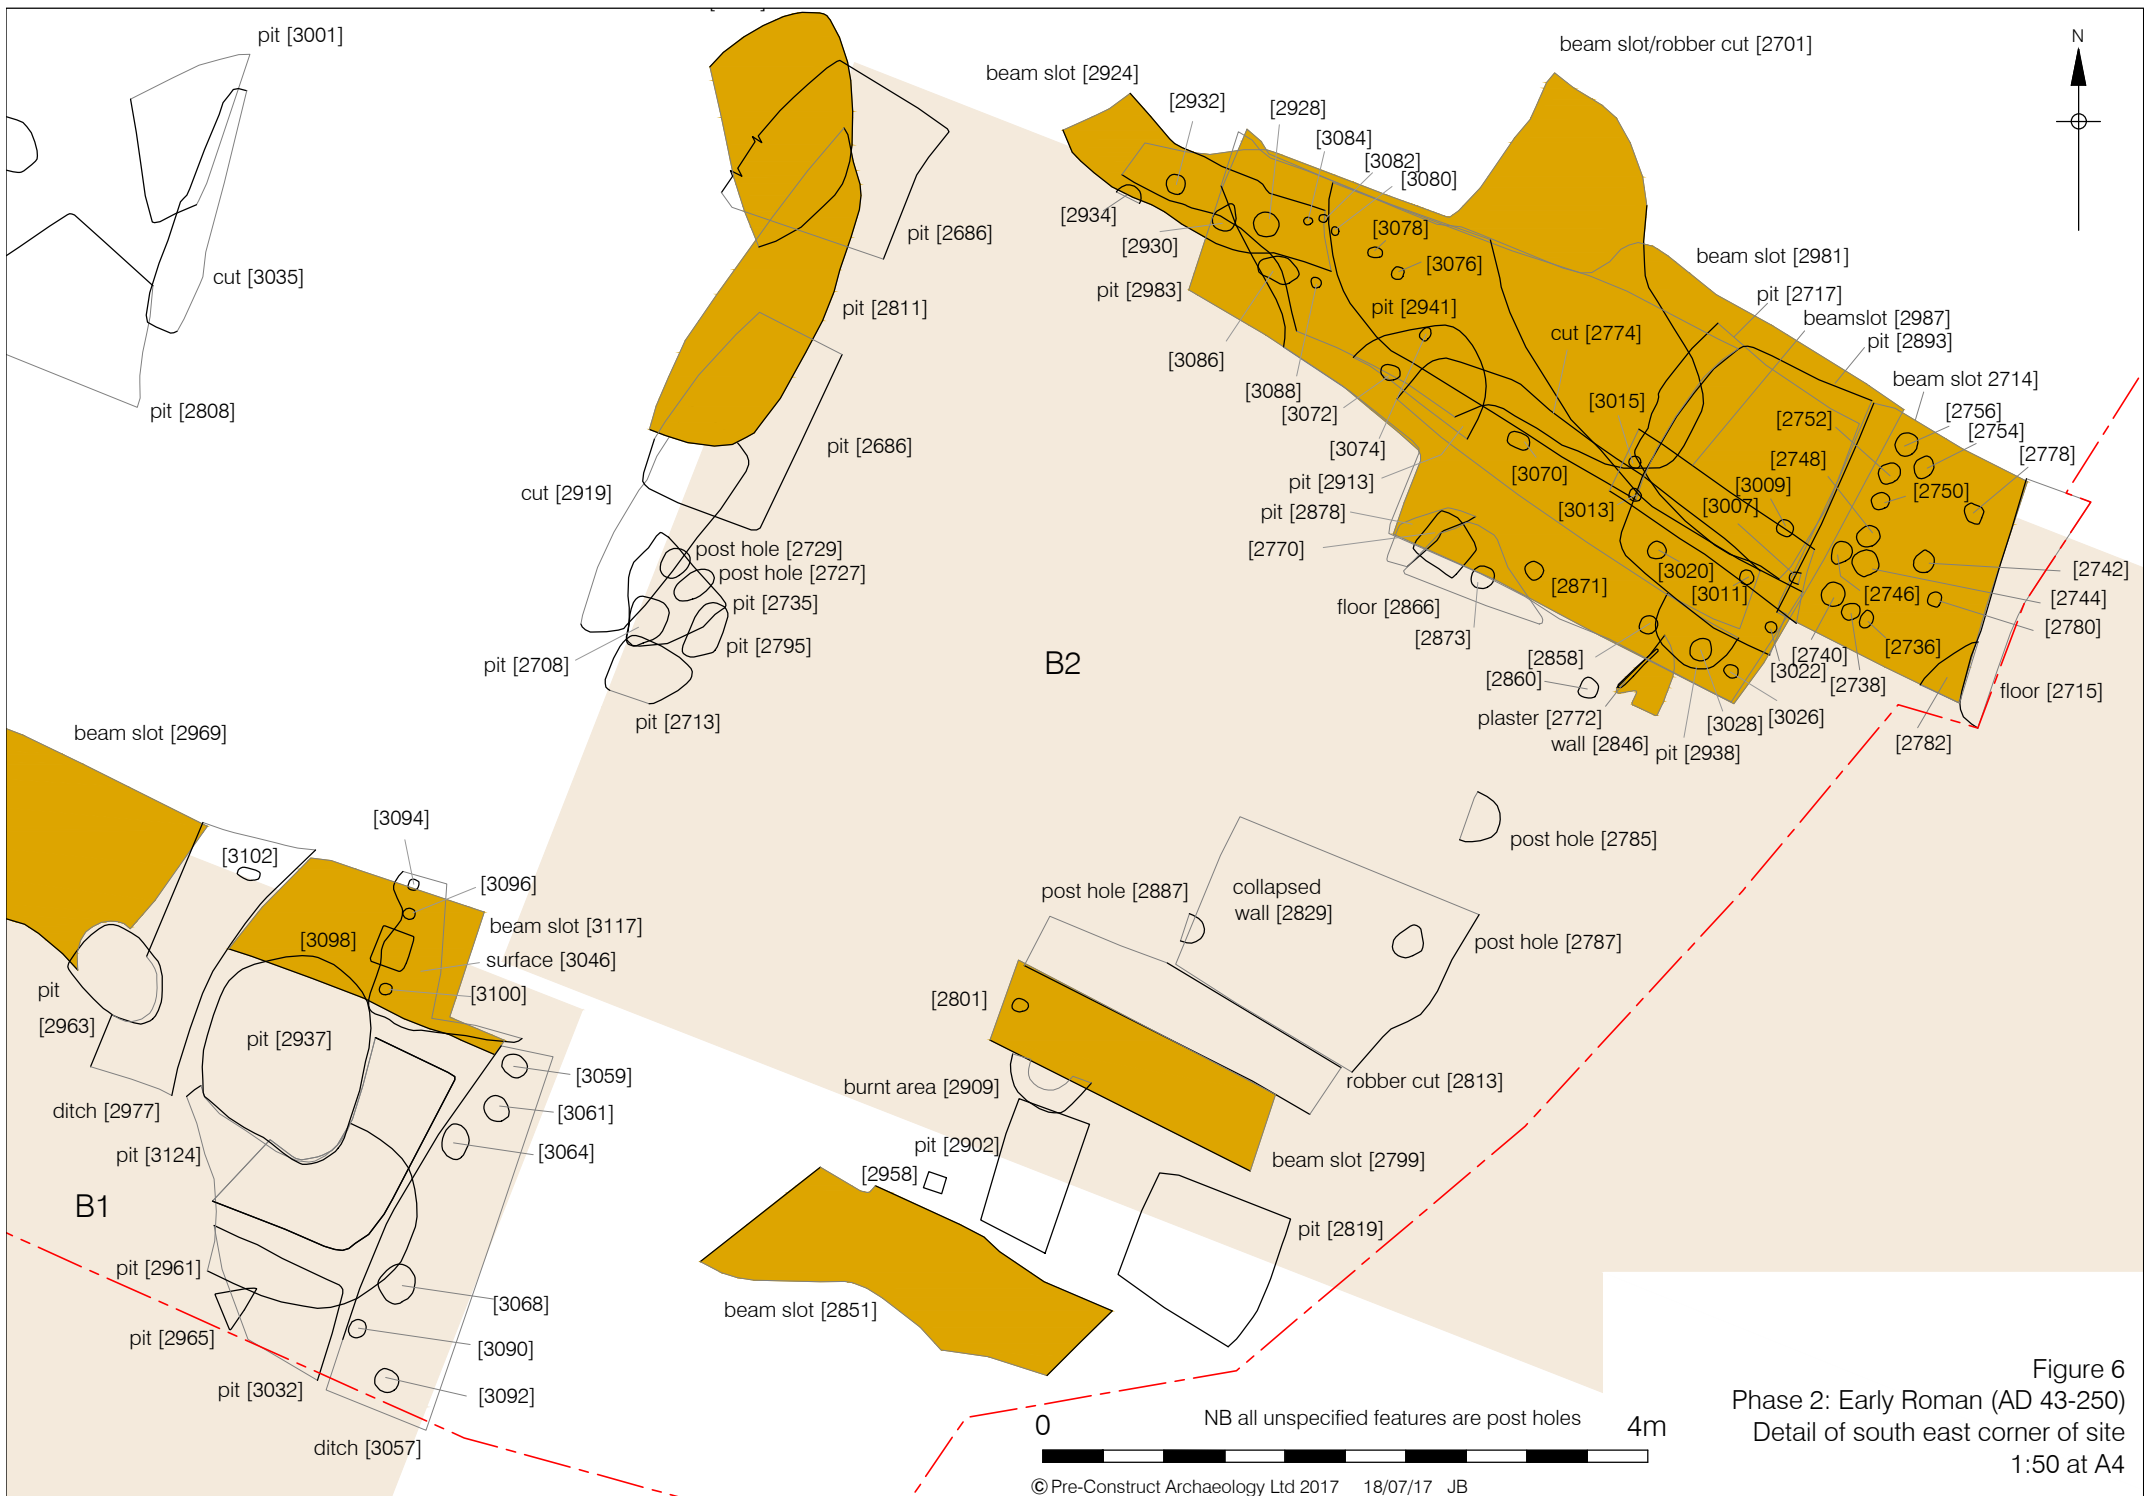 pit [3001]
beam slot/robber cut [2701]
N
beam slot [2924]
[2932]
[2928]
[3084]
[3082]
[3080]
[2934]
[2930]
pit [2686]
[3078]
[3076]
beam slot [2981]
cut [3035]
pit [2983]
pit [2717]
pit [2811]
pit [2941]
beamslot [2987]
cut [2774]
pit [2893]
[3086]
beam slot 2714]
[3088]
[3015]
[2756]
pit [2808]
[3072]
[2752]
[2754]
pit [2686]
[3074]
[2748]
[2778]
[3070]
pit [2913]
[3009]
[2750]
cut [2919]
[3013]
[3007]
pit [2878]
post hole [2729]
[2770]
post hole [2727]
[3020]
[2742]
[2871]
[3011]
[2746]
[2744]
pit [2735]
floor [2866]
[2780]
[2873]
pit [2795]
[2858]
[2740]
[2736]
pit [2708]
B2
[3022]
[2860]
[2738]
floor [2715]
pit [2713]
plaster [2772]
[3028]
[3026]
beam slot [2969]
wall [2846]
pit [2938]
[2782]
[3094]
post hole [2785]
[3102]
[3096]
post hole [2887]
collapsed
wall [2829]
beam slot [3117]
[3098]
post hole [2787]
surface [3046]
pit
[2963]
[3100]
[2801]
pit [2937]
[3059]
burnt area [2909]
robber cut [2813]
ditch [2977]
[3061]
pit [3124]
[3064]
pit [2902]
beam slot [2799]
[2958]
B1
pit [2819]
pit [2961]
[3068]
beam slot [2851]
pit [2965]
[3090]
pit [3032]
[3092]
ditch [3057]
0
NB all unspecified features are post holes
4m
© Pre-Construct Archaeology Ltd 2017 18/07/17 JB
Figure 6
Phase 2: Early Roman (AD 43-250)
Detail of south east corner of site
1:50 at A4